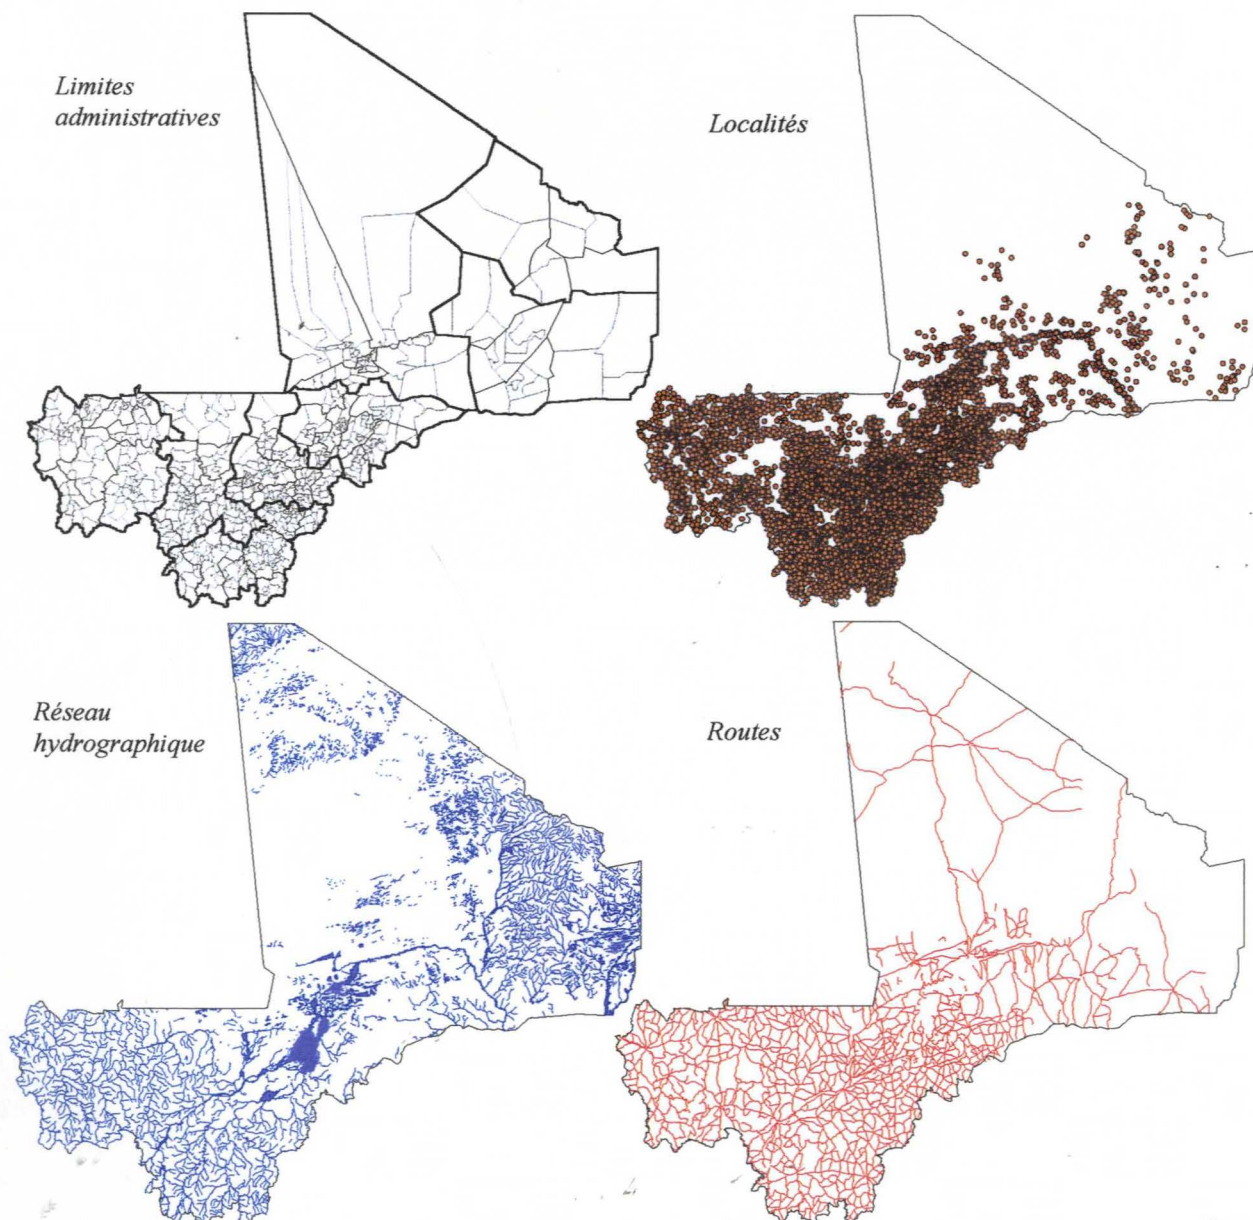 Limites
administratives
Localités
Réseau
hydrographique
Routes